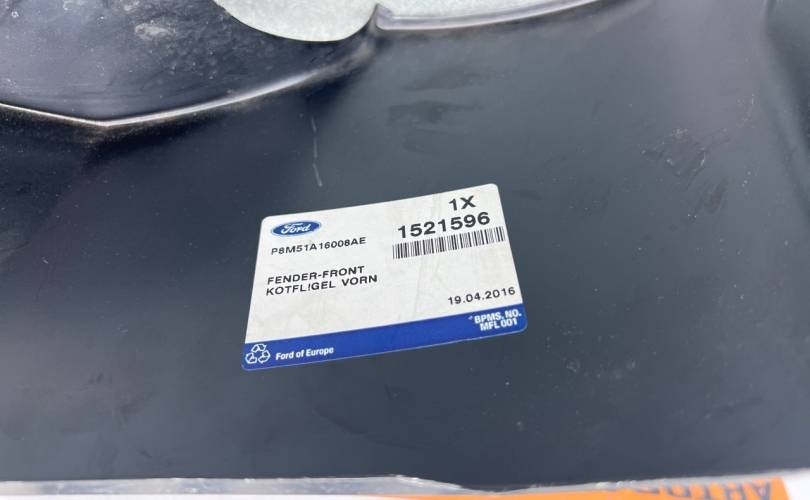 Ford
1X
1521596
P8M51A16008AE
FENDER-FRONT
KOTFL!GEL VORN
19.04.2016
*BPMS. NO.
MFL 001
Ford of Europe